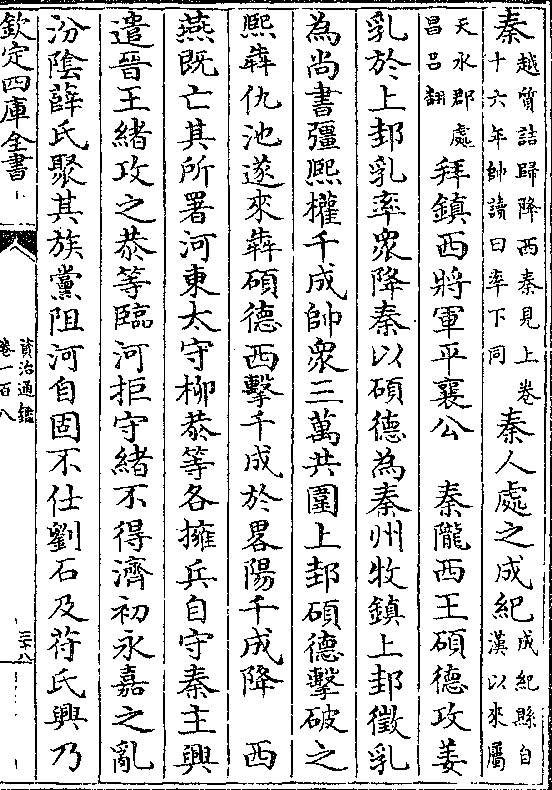 秦越質詰歸降西秦見上卷十六年帥讀曰率下同秦人處之成紀成紀縣自漢以來屬
天水郡處昌呂翻拜鎮西將軍平襄公　秦隴西王碩德攻姜
乳於上邽乳率衆降秦以碩德為秦州牧鎮上邽徵乳
為尚書彊熙權千成帥衆三萬共圍上邽碩德擊破之
熙犇仇池遂來犇碩德西擊千成於畧陽千成降　西
燕既亡其所署河東太守柳恭等各擁兵自守秦主興
遣晉王緒攻之恭等臨河拒守緒不得濟初永嘉之亂
汾陰薛氏聚其族黨阻河自固不仕劉石及苻氏興乃
欽定四庫全書
資治通鑑
卷一百八
三十八